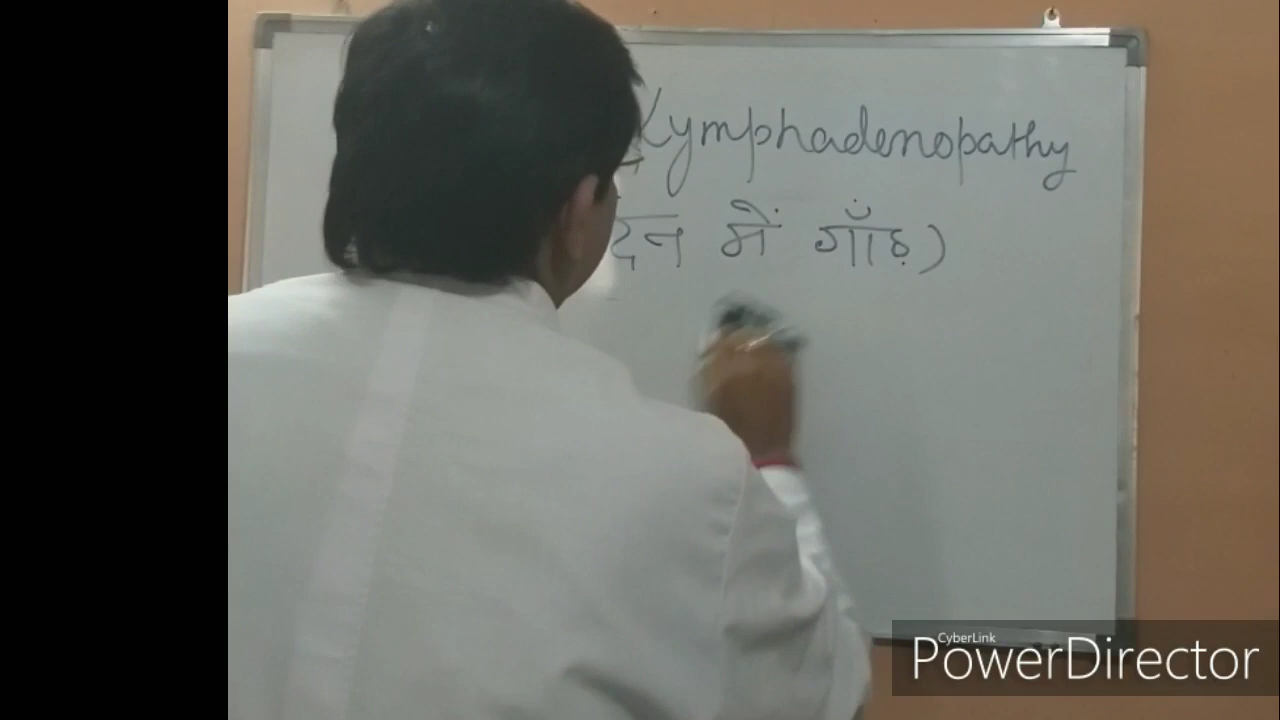 Lymphadenopathy
में गाँठ)
CyberLink
PowerDirector